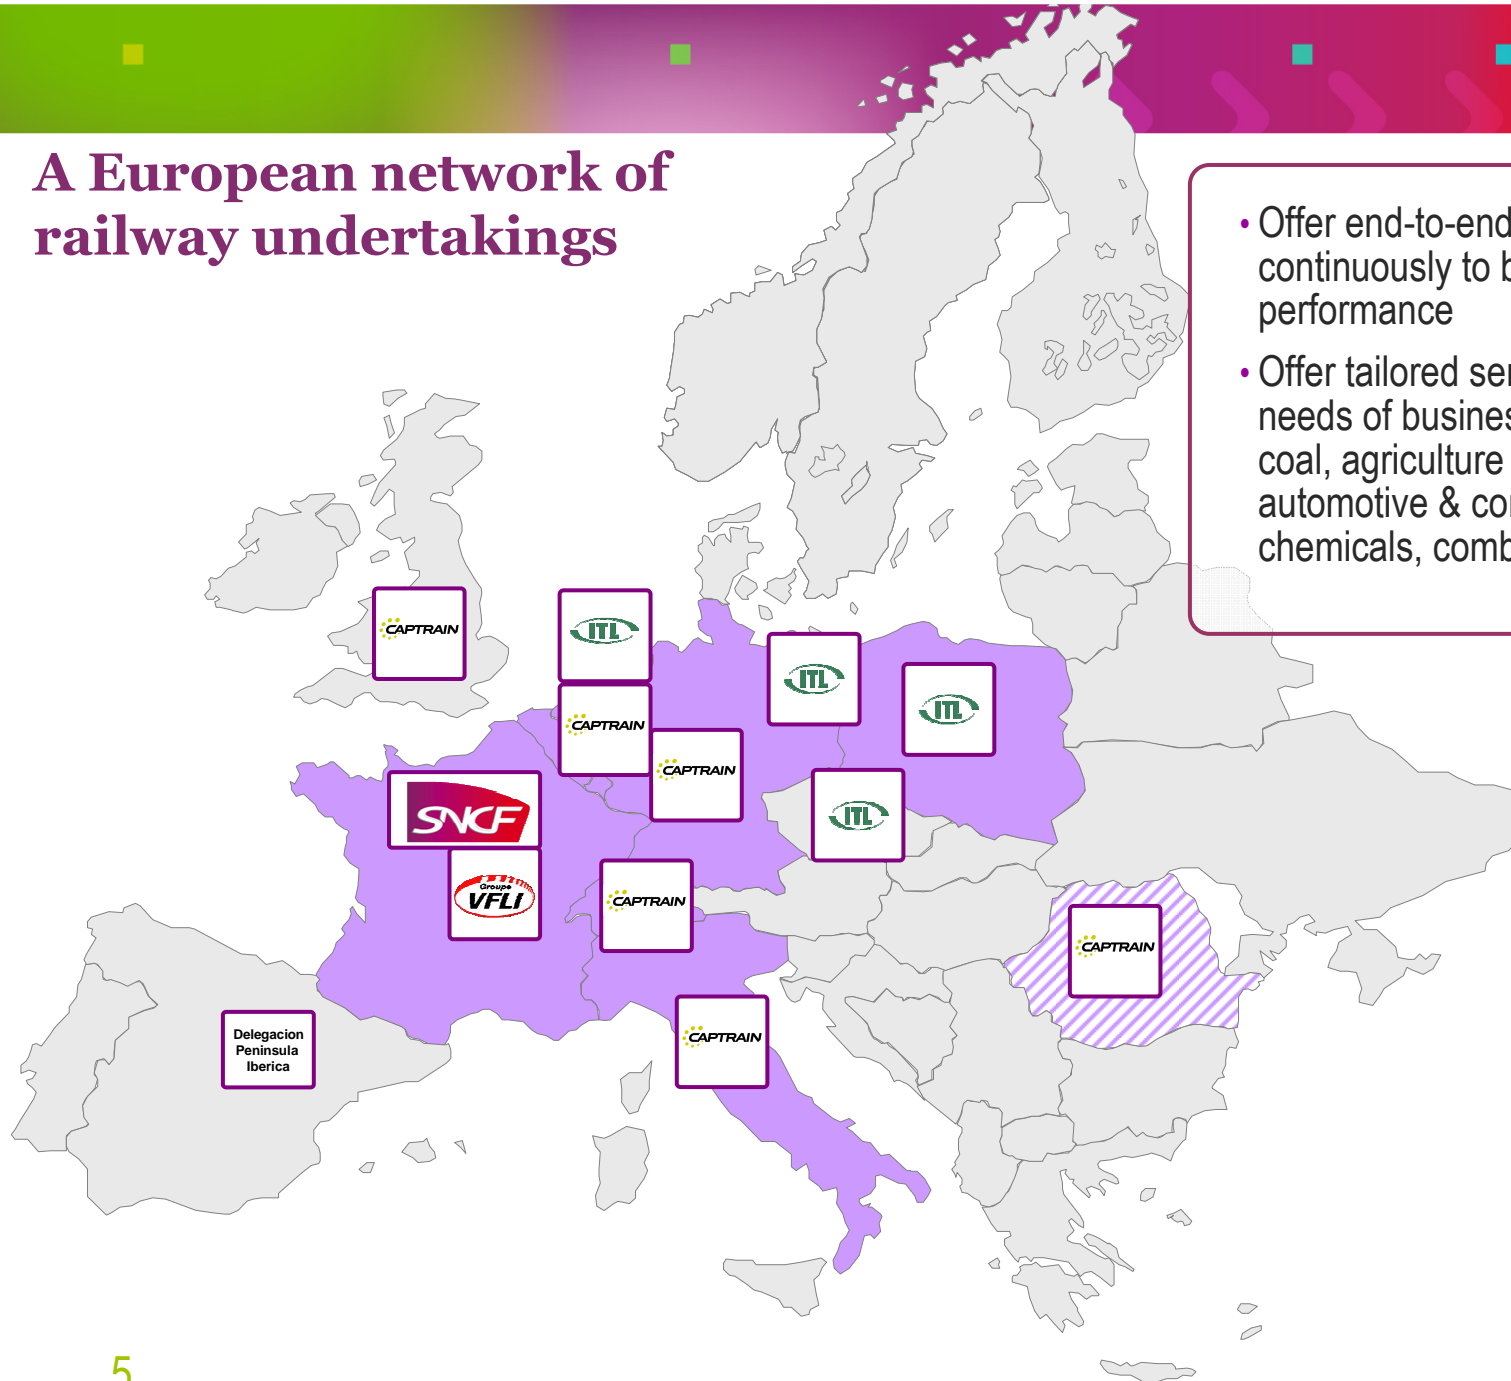 A European network of
railway undertakings
• Offer end-to-end
continuously to b
performance
• Offer tailored ser
needs of busines
coal, agriculture
automotive & co
chemicals, comb
CAPTRAIN
ITL
CAPTRAIN
ITL
ITL
CAPTRAIN
ITL
SNCF
Groupe
VFLI
CAPTRAIN
CAPTRAIN
CAPTRAIN
Delegacion
Peninsula
Iberica
5